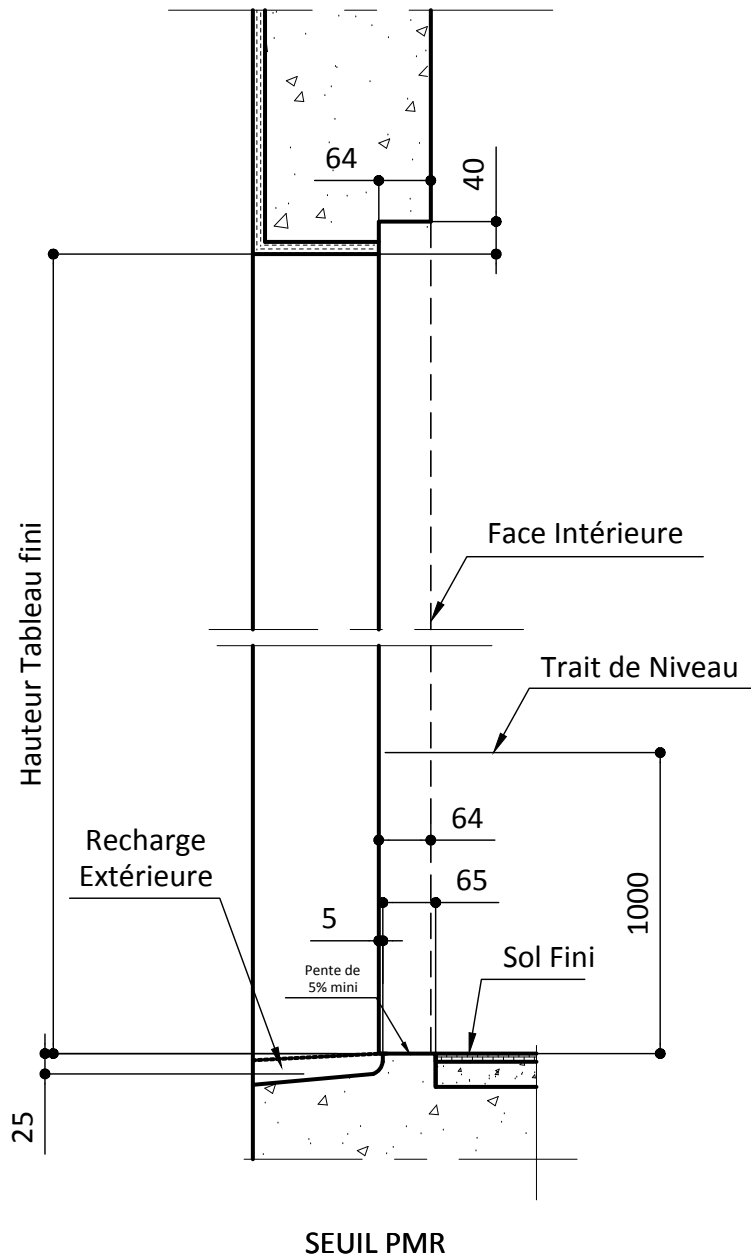 64
40
Hauteur Tableau fini
Face Intérieure
Trait de Niveau
64
Recharge
Extérieure
65
1000
5
Sol Fini
Pente de
5% mini
25
SEUIL PMR